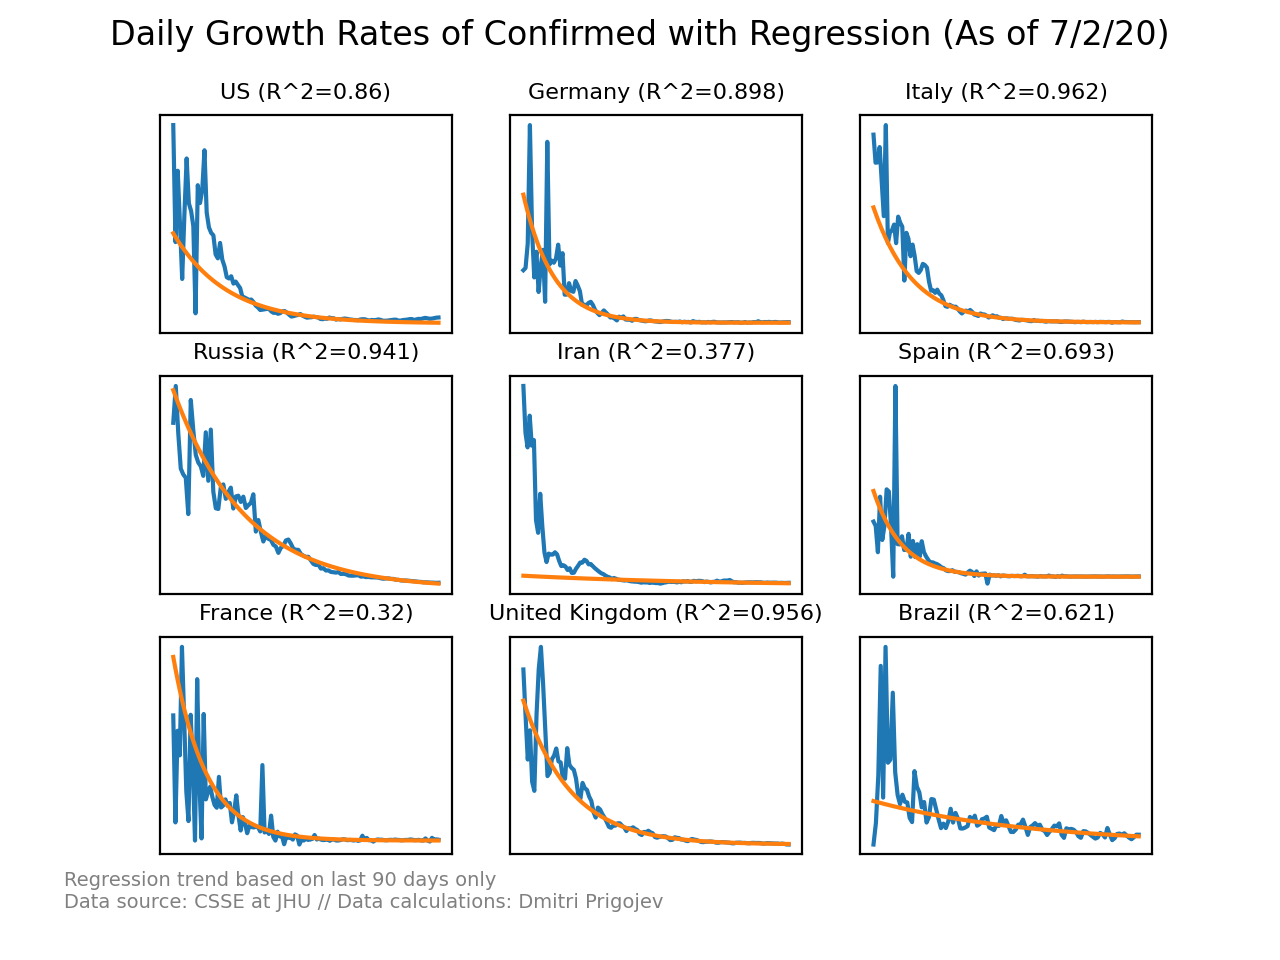 Daily Growth Rates of Confirmed with Regression (As of 7/2/20)
US (R^2=0.86)
Germany (R^2=0.898)
Italy (R^2=0.962)
Russia (R^2=0.941)
Iran (R^2=0.377)
Spain (R^2=0.693)
France (R^2=0.32)
United Kingdom (R^2=0.956)
Brazil (R^2=0.621)
Regression trend based on last 90 days only
Data source: CSSE at JHU // Data calculations: Dmitri Prigojev